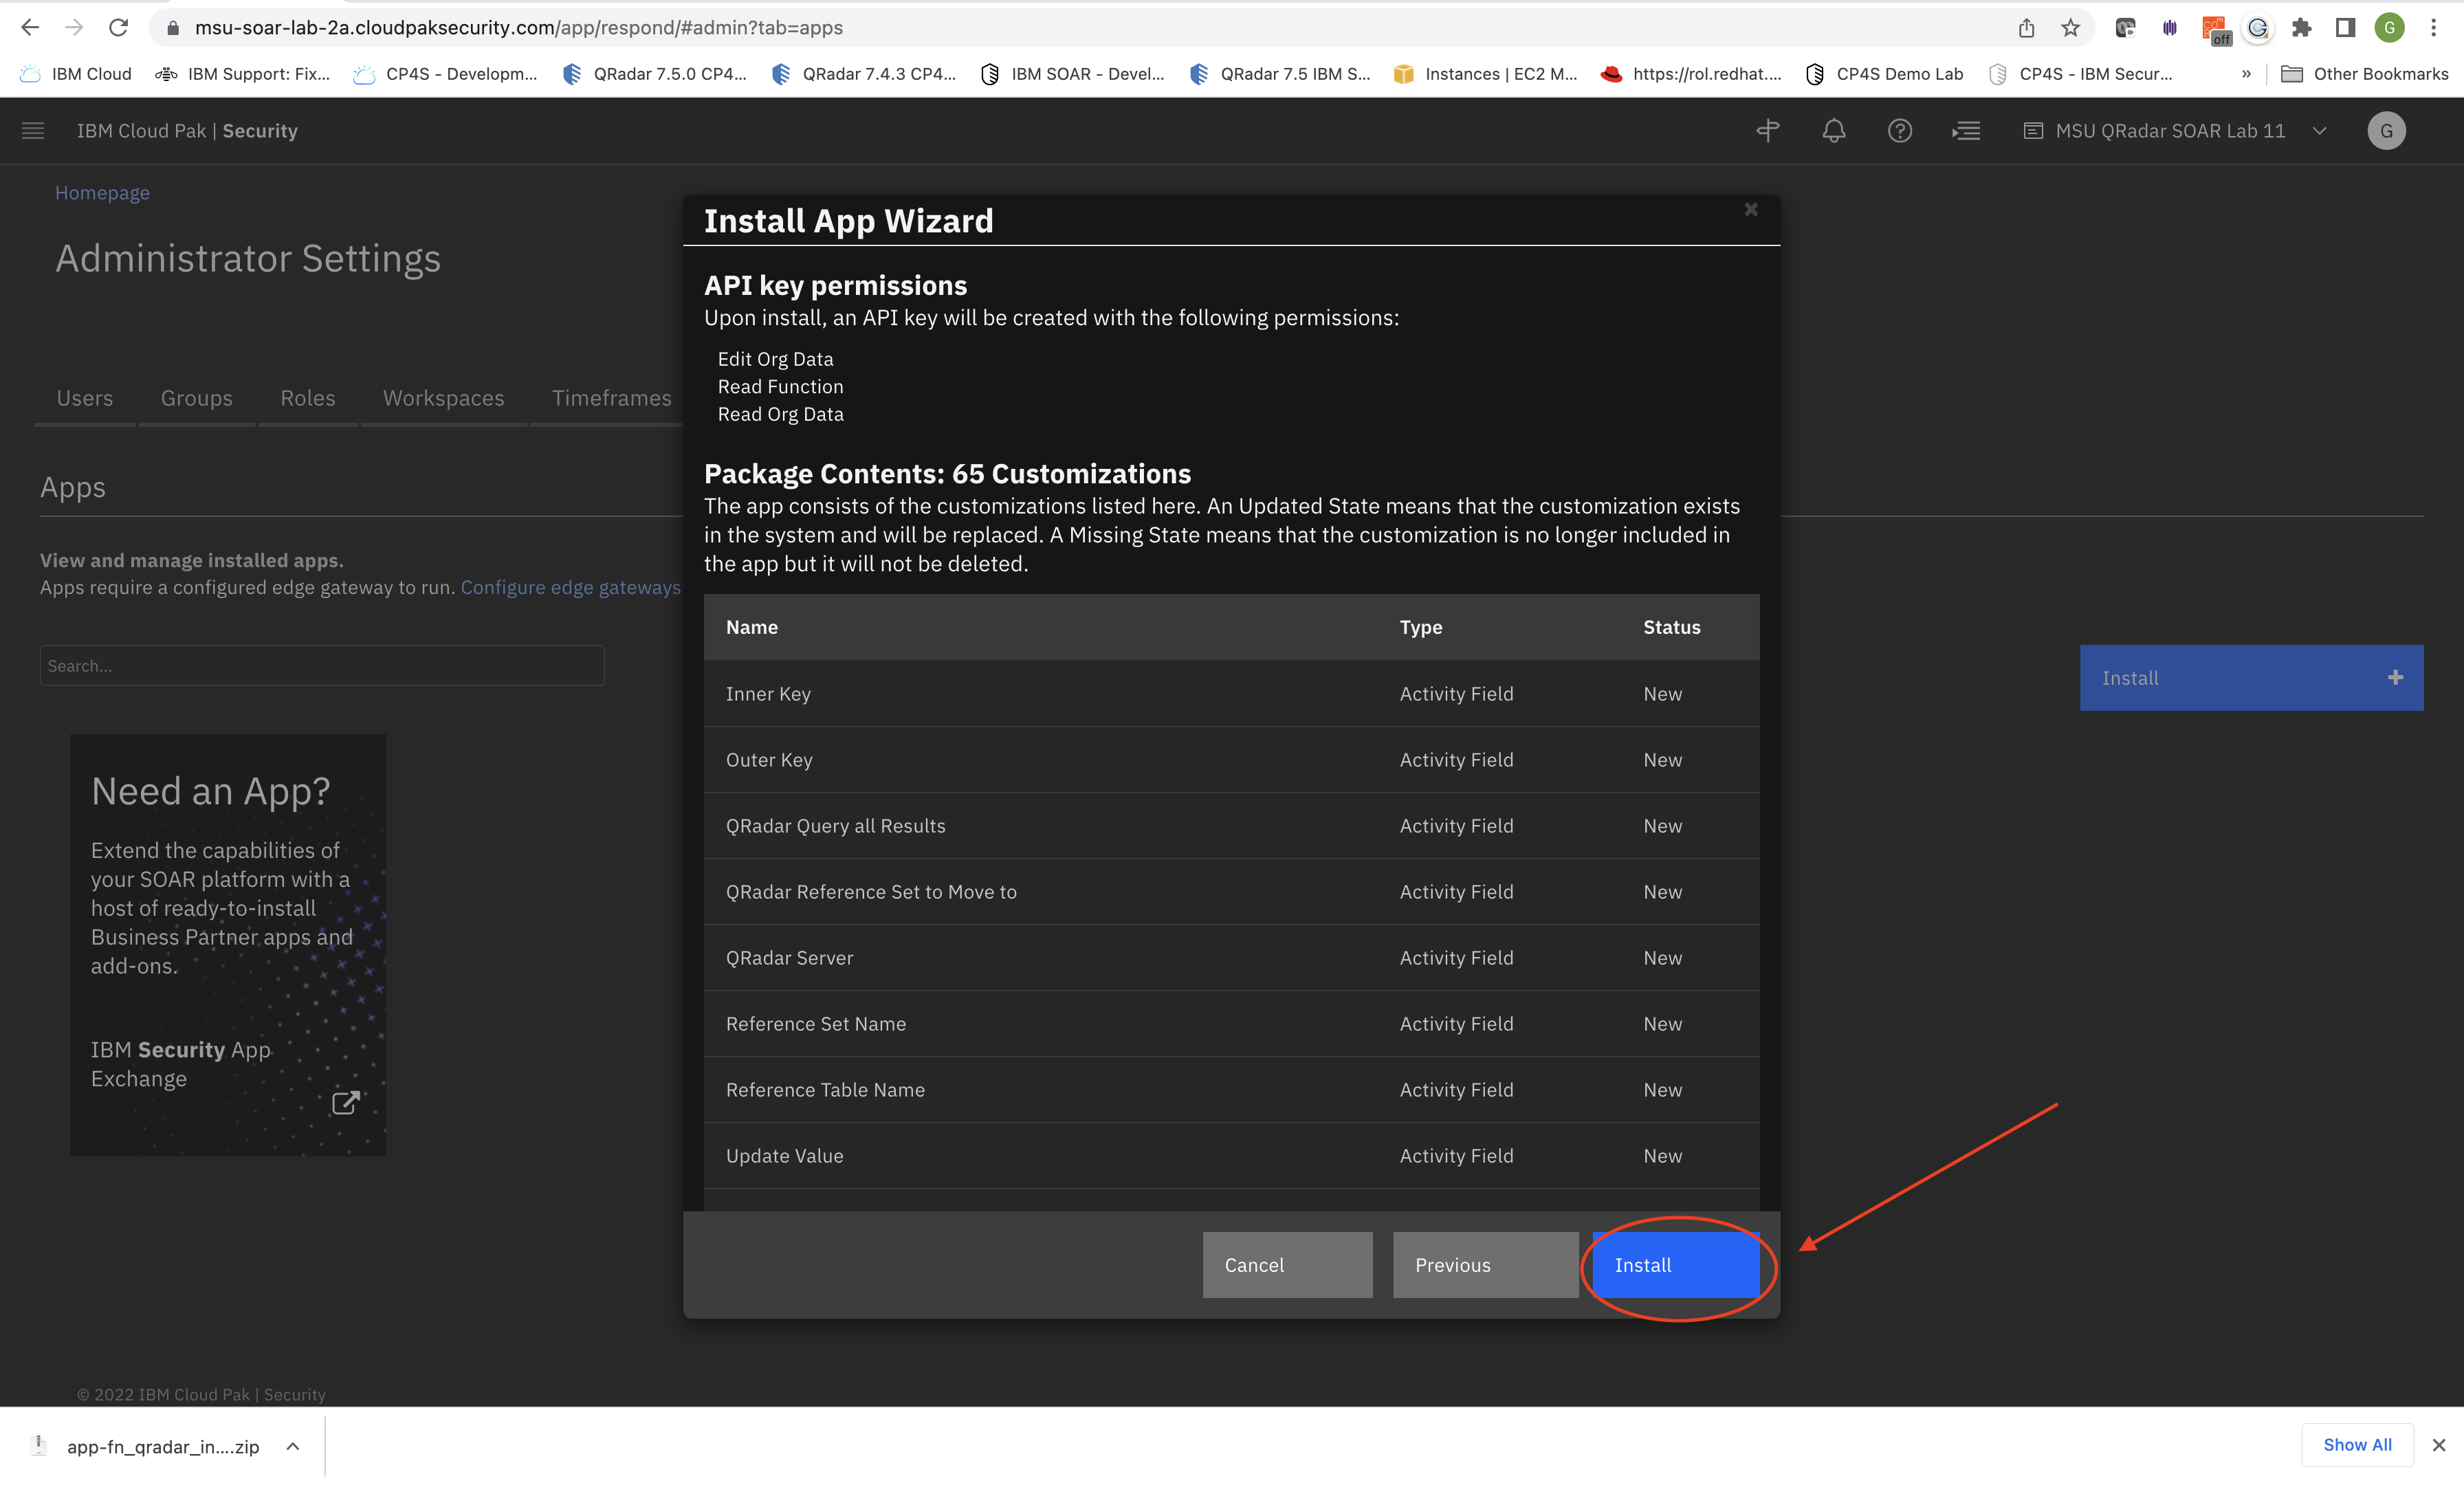 msu-soar-lab-2a.cloudpaksecurity.com/app/respond/#admin?tab=apps
off
G
IBM Cloud
IBM Support: Fix...
CP4S - Developm...
QRadar 7.5.0 CP4...
QRadar 7.4.3 CP4...
IBM SOAR - Devel...
QRadar 7.5 IBM S...
Instances | EC2 M...
https://rol.redhat....
CP4S Demo Lab
CP4S - IBM Secur...
»
Other Bookmarks
IBM Cloud Pak | Security
MSU QRadar SOAR Lab 11
G
Homepage
Administrator Settings
Users
Groups
Roles
Workspaces
Timeframes
Apps
View and manage installed apps.
Apps require a configured edge gateway to run. Configure edge gateways
Search...
Install +
Need an App?
Extend the capabilities of
your SOAR platform with a
host of ready-to-install
Business Partner apps and
add-ons.
IBM Security App
Exchange
Install App Wizard
API key permissions
Upon install, an API key will be created with the following permissions:
Edit Org Data
Read Function
Read Org Data
Package Contents: 65 Customizations
The app consists of the customizations listed here. An Updated State means that the customization exists
in the system and will be replaced. A Missing State means that the customization is no longer included in
the app but it will not be deleted.
Name Type Status
Inner Key Activity Field New
Outer Key Activity Field New
QRadar Query all Results Activity Field New
QRadar Reference Set to Move to Activity Field New
QRadar Server Activity Field New
Reference Set Name Activity Field New
Reference Table Name Activity Field New
Update Value Activity Field New
Cancel
Previous
Install
© 2022 IBM Cloud Pak | Security
app-fn_qradar_in....zip
Show All